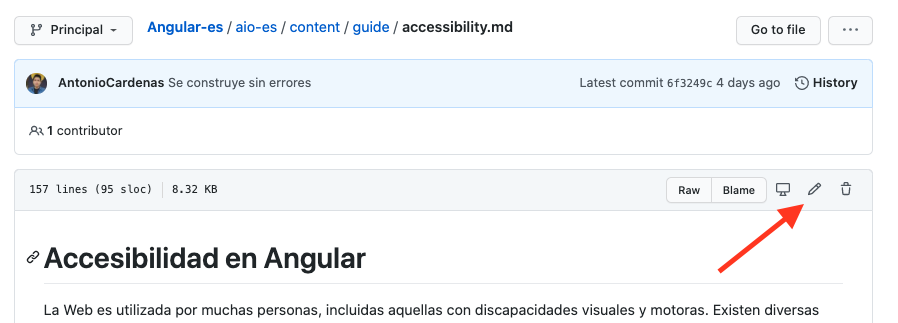 Principal
Angular-es / aio-es / content / guide / accessibility.md
Go to file
...
AntonioCardenas Se construye sin errores
Latest commit 6f3249c 4 days ago
History
1 contributor
157 lines (95 sloc) 8.32 KB
Raw
Blame
Accesibilidad en Angular
La Web es utilizada por muchas personas, incluidas aquellas con discapacidades visuales y motoras. Existen diversas